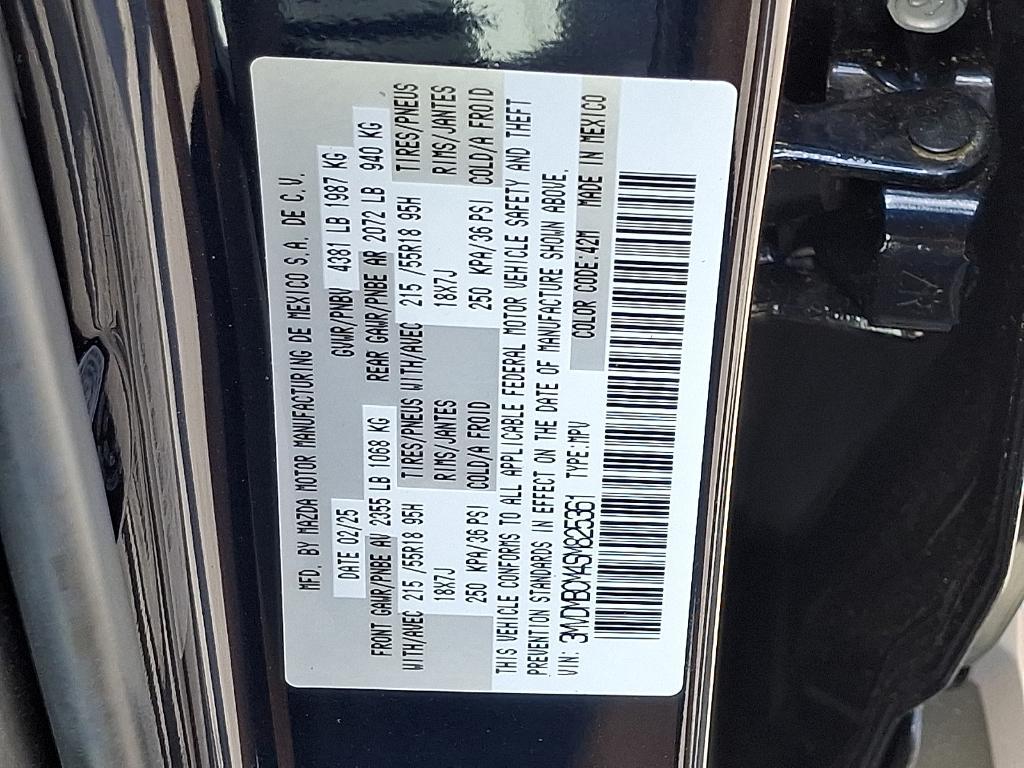 MFD. BY MAZDA MOTOR MANUFACTURING DE MEXICO S.A. DE C.V.
DATE 02/25 GVWR/PNBV 4381 LB 1987 KG
FRONT GAWR/PNBE AV 2355 LB 1068 KG REAR GAWR/PNBE AR 2072 LB 940 KG
WITH/AVEC 215 /55R18 95H TIRES/PNEUS WITH/AVEC 215 /55R18 95H TIRES/PNEUS
18X7J RIMS/JANTES 18X7J RIMS/JANTES
250 KPA/36 PSI COLD/A FROID 250 KPA/36 PSI COLD/A FROID
THIS VEHICLE CONFORMS TO ALL APPLICABLE FEDERAL MOTOR VEHICLE SAFETY AND THEFT
PREVENTION STANDARDS IN EFFECT ON THE DATE OF MANUFACTURE SHOWN ABOVE.
VIN: 3MVDMBCM4SM825361 TYPE:MPV COLOR CODE:42M MADE IN MEXICO